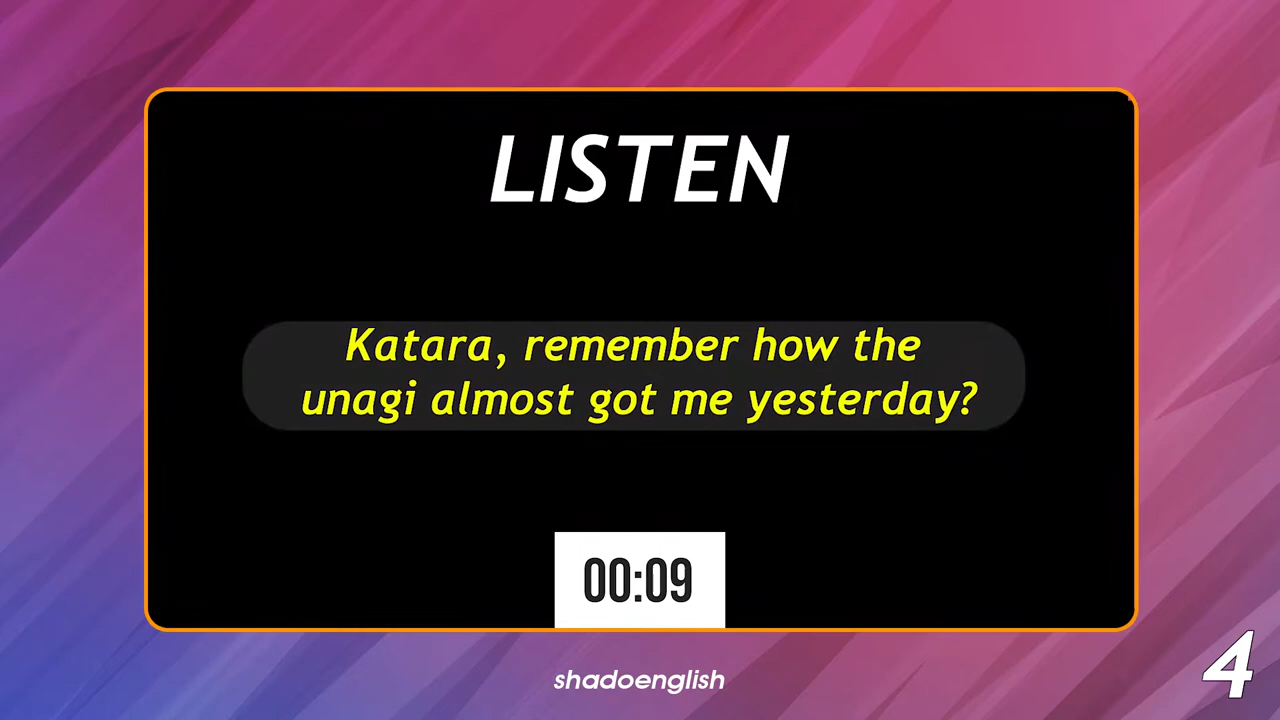 LISTEN
Katara, remember how the
unagi almost got me yesterday?
00:09
shadoenglish
4